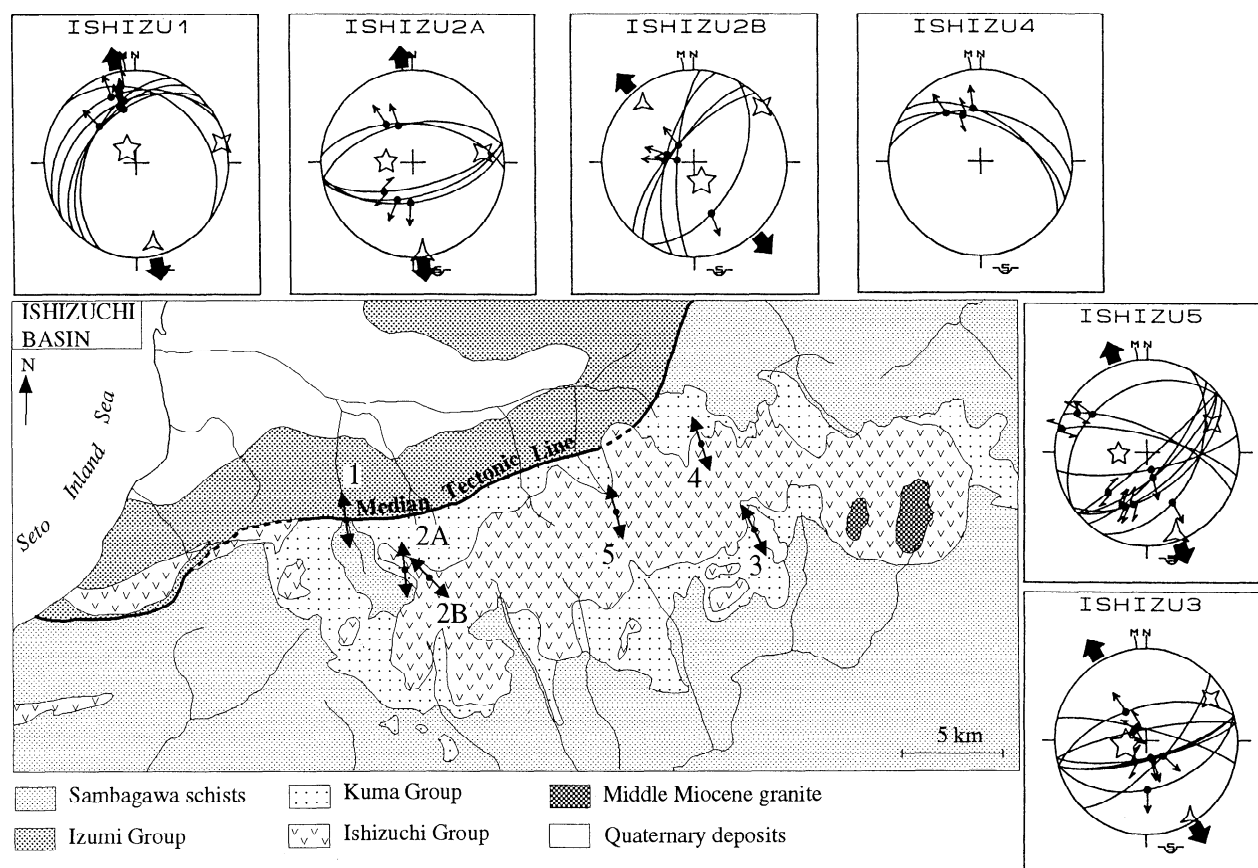 ISHIZU1
ISHIZU2A
ISHIZU2B
ISHIZU4
M N
M N
M N
M N
S
S
S
ISHIZUCHI
BASIN
N
Seto Inland Sea
1
Median Tectonic Line
2A
2B
5
4
3
5 km
ISHIZU5
M N
S
ISHIZU3
M N
S
Sambagawa schists
Kuma Group
Middle Miocene granite
Izumi Group
Ishizuchi Group
Quaternary deposits